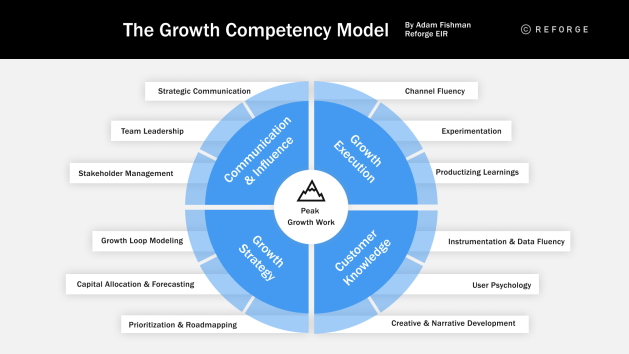 The Growth Competency Model
By Adam Fishman
Reforge EIR
© REFORGE
Strategic Communication
Team Leadership
Stakeholder Management
Channel Fluency
Experimentation
Productizing Learnings
Communication
& Influence
Growth
Execution
Peak
Growth Work
Growth
Strategy
Customer
Knowledge
Growth Loop Modeling
Capital Allocation & Forecasting
Prioritization & Roadmapping
Instrumentation & Data Fluency
User Psychology
Creative & Narrative Development